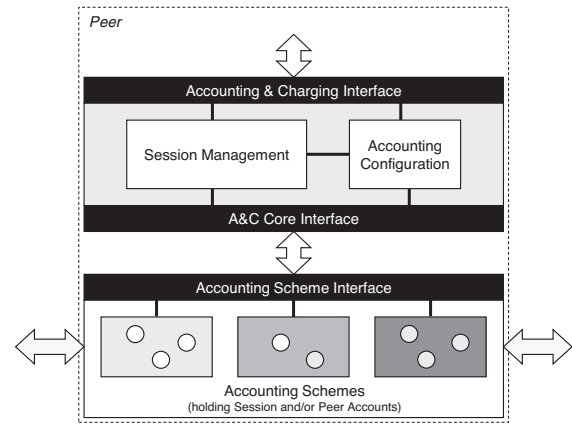 Peer
Accounting & Charging Interface
Session Management
Accounting
Configuration
A&C Core Interface
Accounting Scheme Interface
Accounting Schemes
(holding Session and/or Peer Accounts)